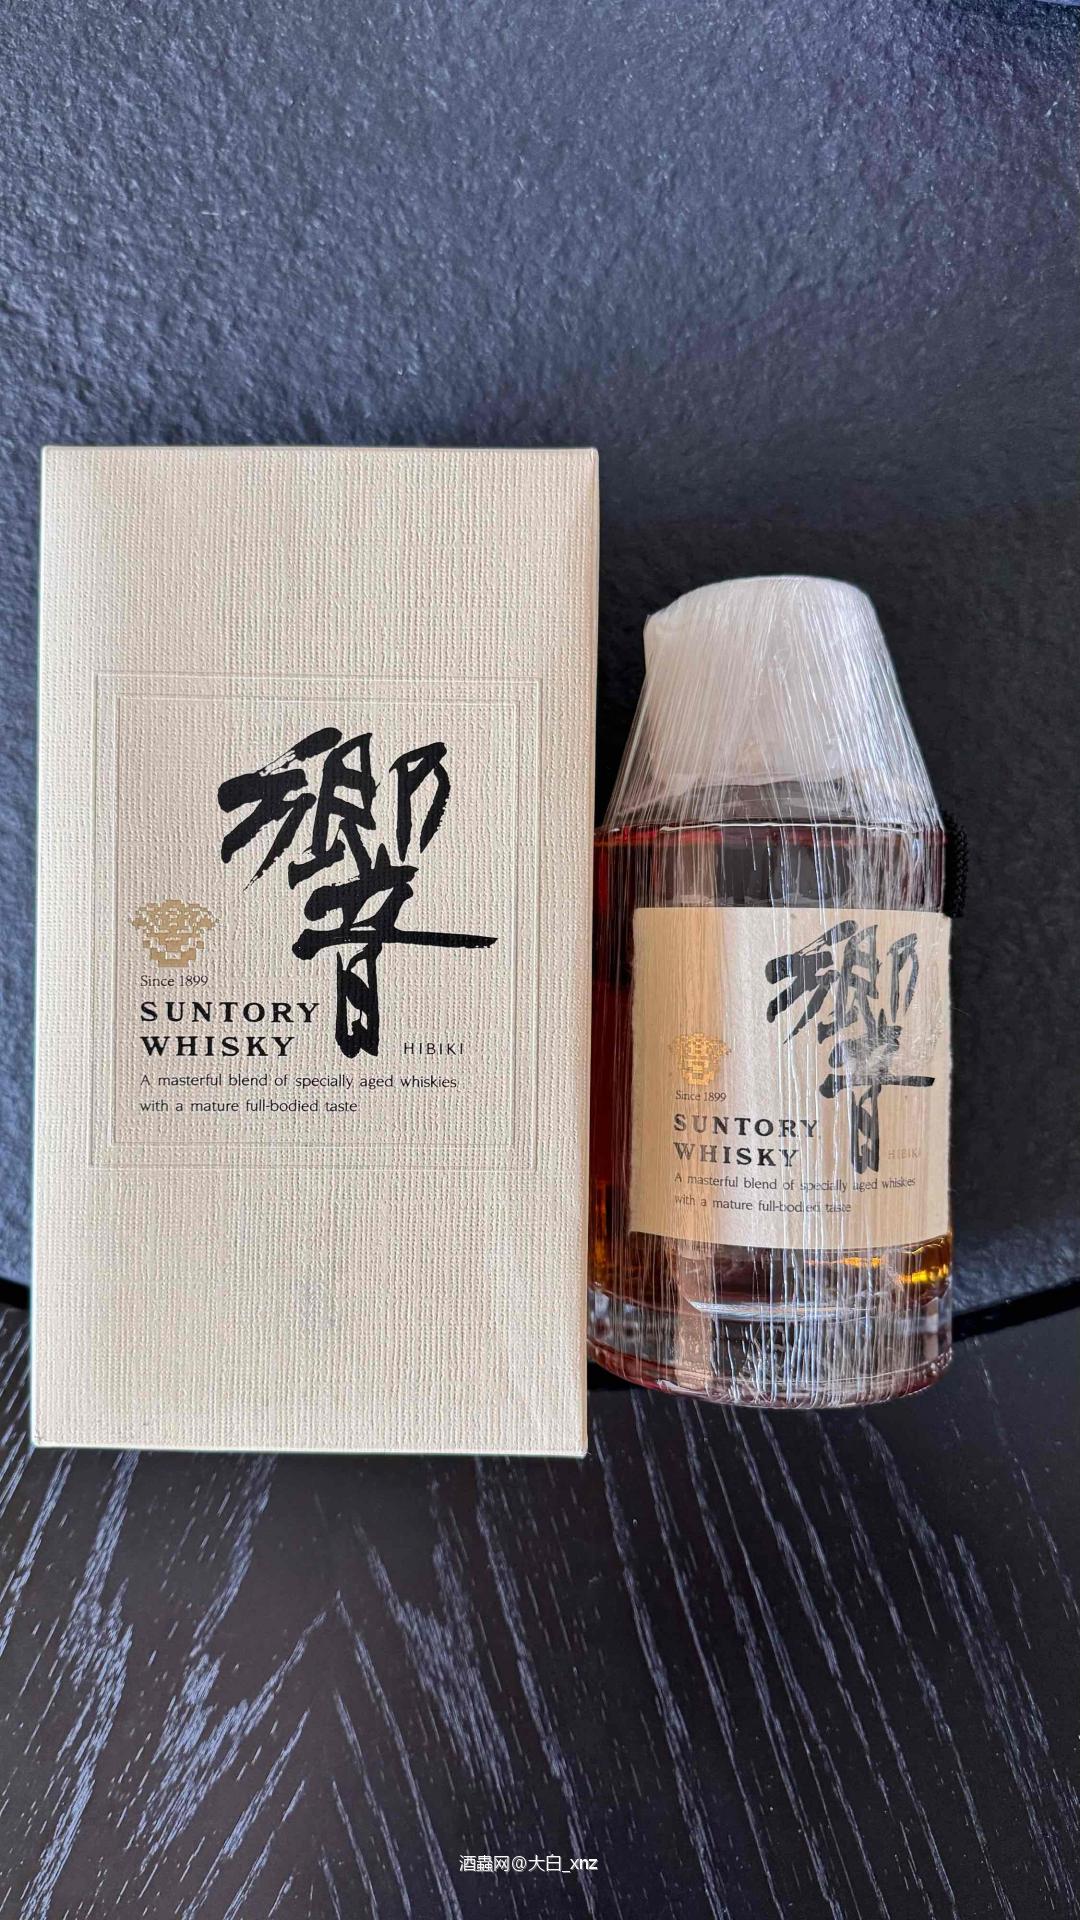 響
Since 1899
SUNTORY
WHISKY
HIBIKI
A masterful blend of specially aged whiskies
with a mature full-bodied taste
響
Since 1899
SUNTORY
WHISKY
HIBIKI
A masterful blend of specially aged whiskies
with a mature full-bodied taste
酒蟲网@大白_xnz